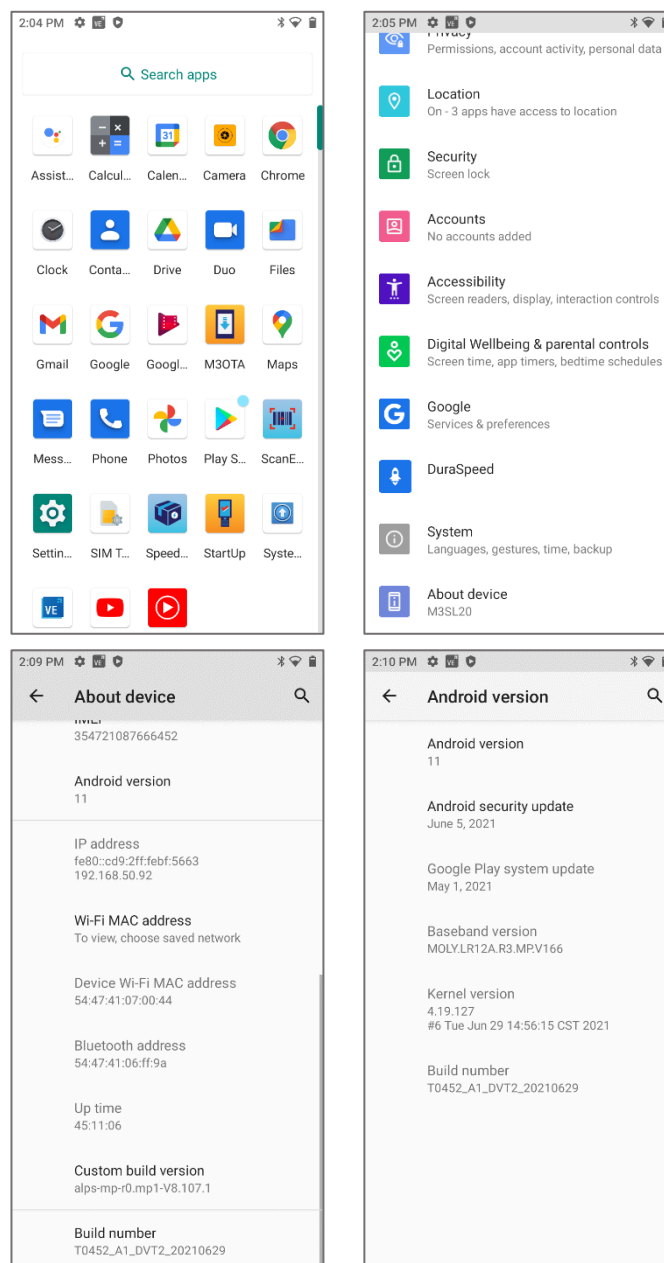 2:04 PM
VE
Search apps
31
Assist...
Calcul...
Calen...
Camera
Chrome
Clock
Conta...
Drive
Duo
Files
Gmail
Google
Googl...
M3OTA
Maps
Mess...
Phone
Photos
Play S...
ScanE...
Settin...
SIM T...
Speed...
StartUp
Syste...
VE
2:05 PM
VE
Privacy
Permissions, account activity, personal data
Location
On - 3 apps have access to location
Security
Screen lock
Accounts
No accounts added
Accessibility
Screen readers, display, interaction controls
Digital Wellbeing & parental controls
Screen time, app timers, bedtime schedules
Google
Services & preferences
DuraSpeed
System
Languages, gestures, time, backup
About device
M3SL20
2:09 PM
VE
About device
IMEI
354721087666452
Android version
11
IP address
fe80::cd9:2ff:febf:5663
192.168.50.92
Wi-Fi MAC address
To view, choose saved network
Device Wi-Fi MAC address
54:47:41:07:00:44
Bluetooth address
54:47:41:06:ff:9a
Up time
45:11:06
Custom build version
alps-mp-r0.mp1-V8.107.1
Build number
T0452_A1_DVT2_20210629
2:10 PM
VE
Android version
Android version
11
Android security update
June 5, 2021
Google Play system update
May 1, 2021
Baseband version
MOLY.LR12A.R3.MP.V166
Kernel version
4.19.127
#6 Tue Jun 29 14:56:15 CST 2021
Build number
T0452_A1_DVT2_20210629